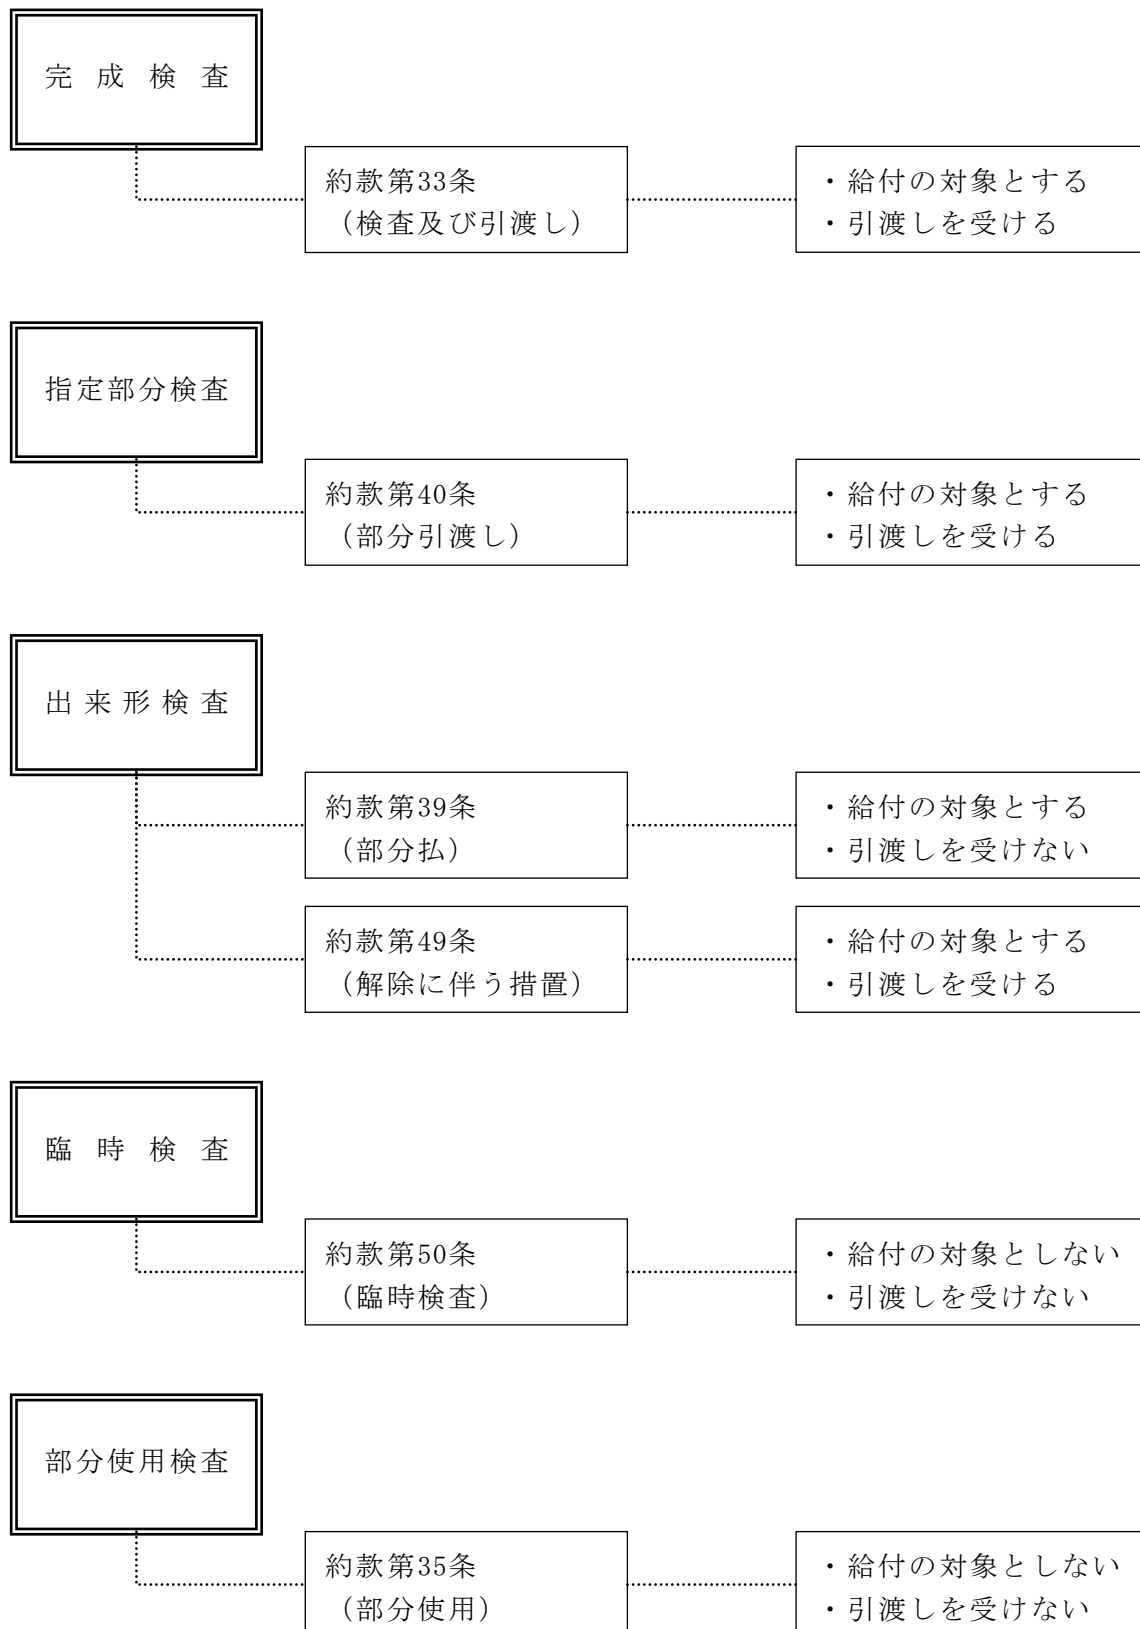 完成検査
約款第33条
（検査及び引渡し）
・給付の対象とする
・引渡しを受ける
指定部分検査
約款第40条
（部分引渡し）
・給付の対象とする
・引渡しを受ける
出来形検査
約款第39条
（部分払）
・給付の対象とする
・引渡しを受けない
約款第49条
（解除に伴う措置）
・給付の対象とする
・引渡しを受ける
臨時検査
約款第50条
（臨時検査）
・給付の対象としない
・引渡しを受けない
部分使用検査
約款第35条
（部分使用）
・給付の対象としない
・引渡しを受けない